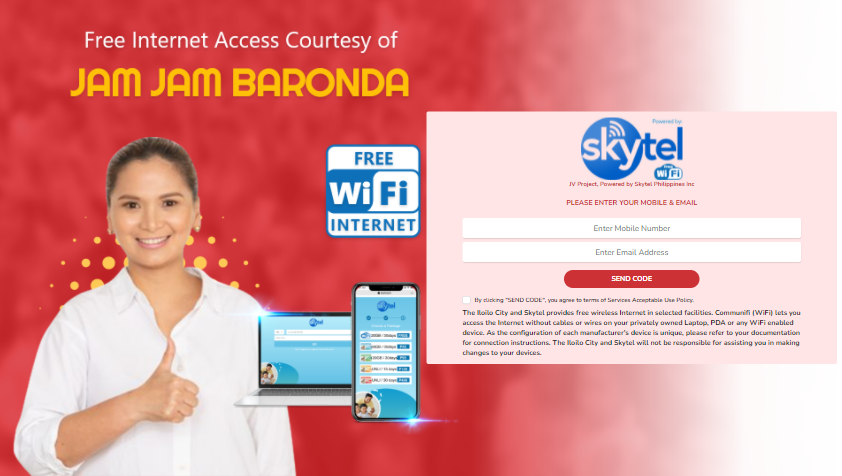 Free Internet Access Courtesy of
JAM JAM BARONDA
FREE
WiFi
INTERNET
Powered by:
skytel
WiFi
JV Project, Powered by Skytel Philippines Inc
PLEASE ENTER YOUR MOBILE & EMAIL
Enter Mobile Number
Enter Email Address
SEND CODE
By clicking "SEND CODE", you agree to terms of Services Acceptable Use Policy.
The Iloilo City and Skytel provides free wireless Internet in selected facilities. Communifi (WiFi) lets you
access the Internet without cables or wires on your privately owned Laptop, PDA or any WiFi enabled
device. As the configuration of each manufacturer's device is unique, please refer to your documentation
for connection instructions. The Iloilo City and Skytel will not be responsible for assisting you in making
changes to your devices.
skytel